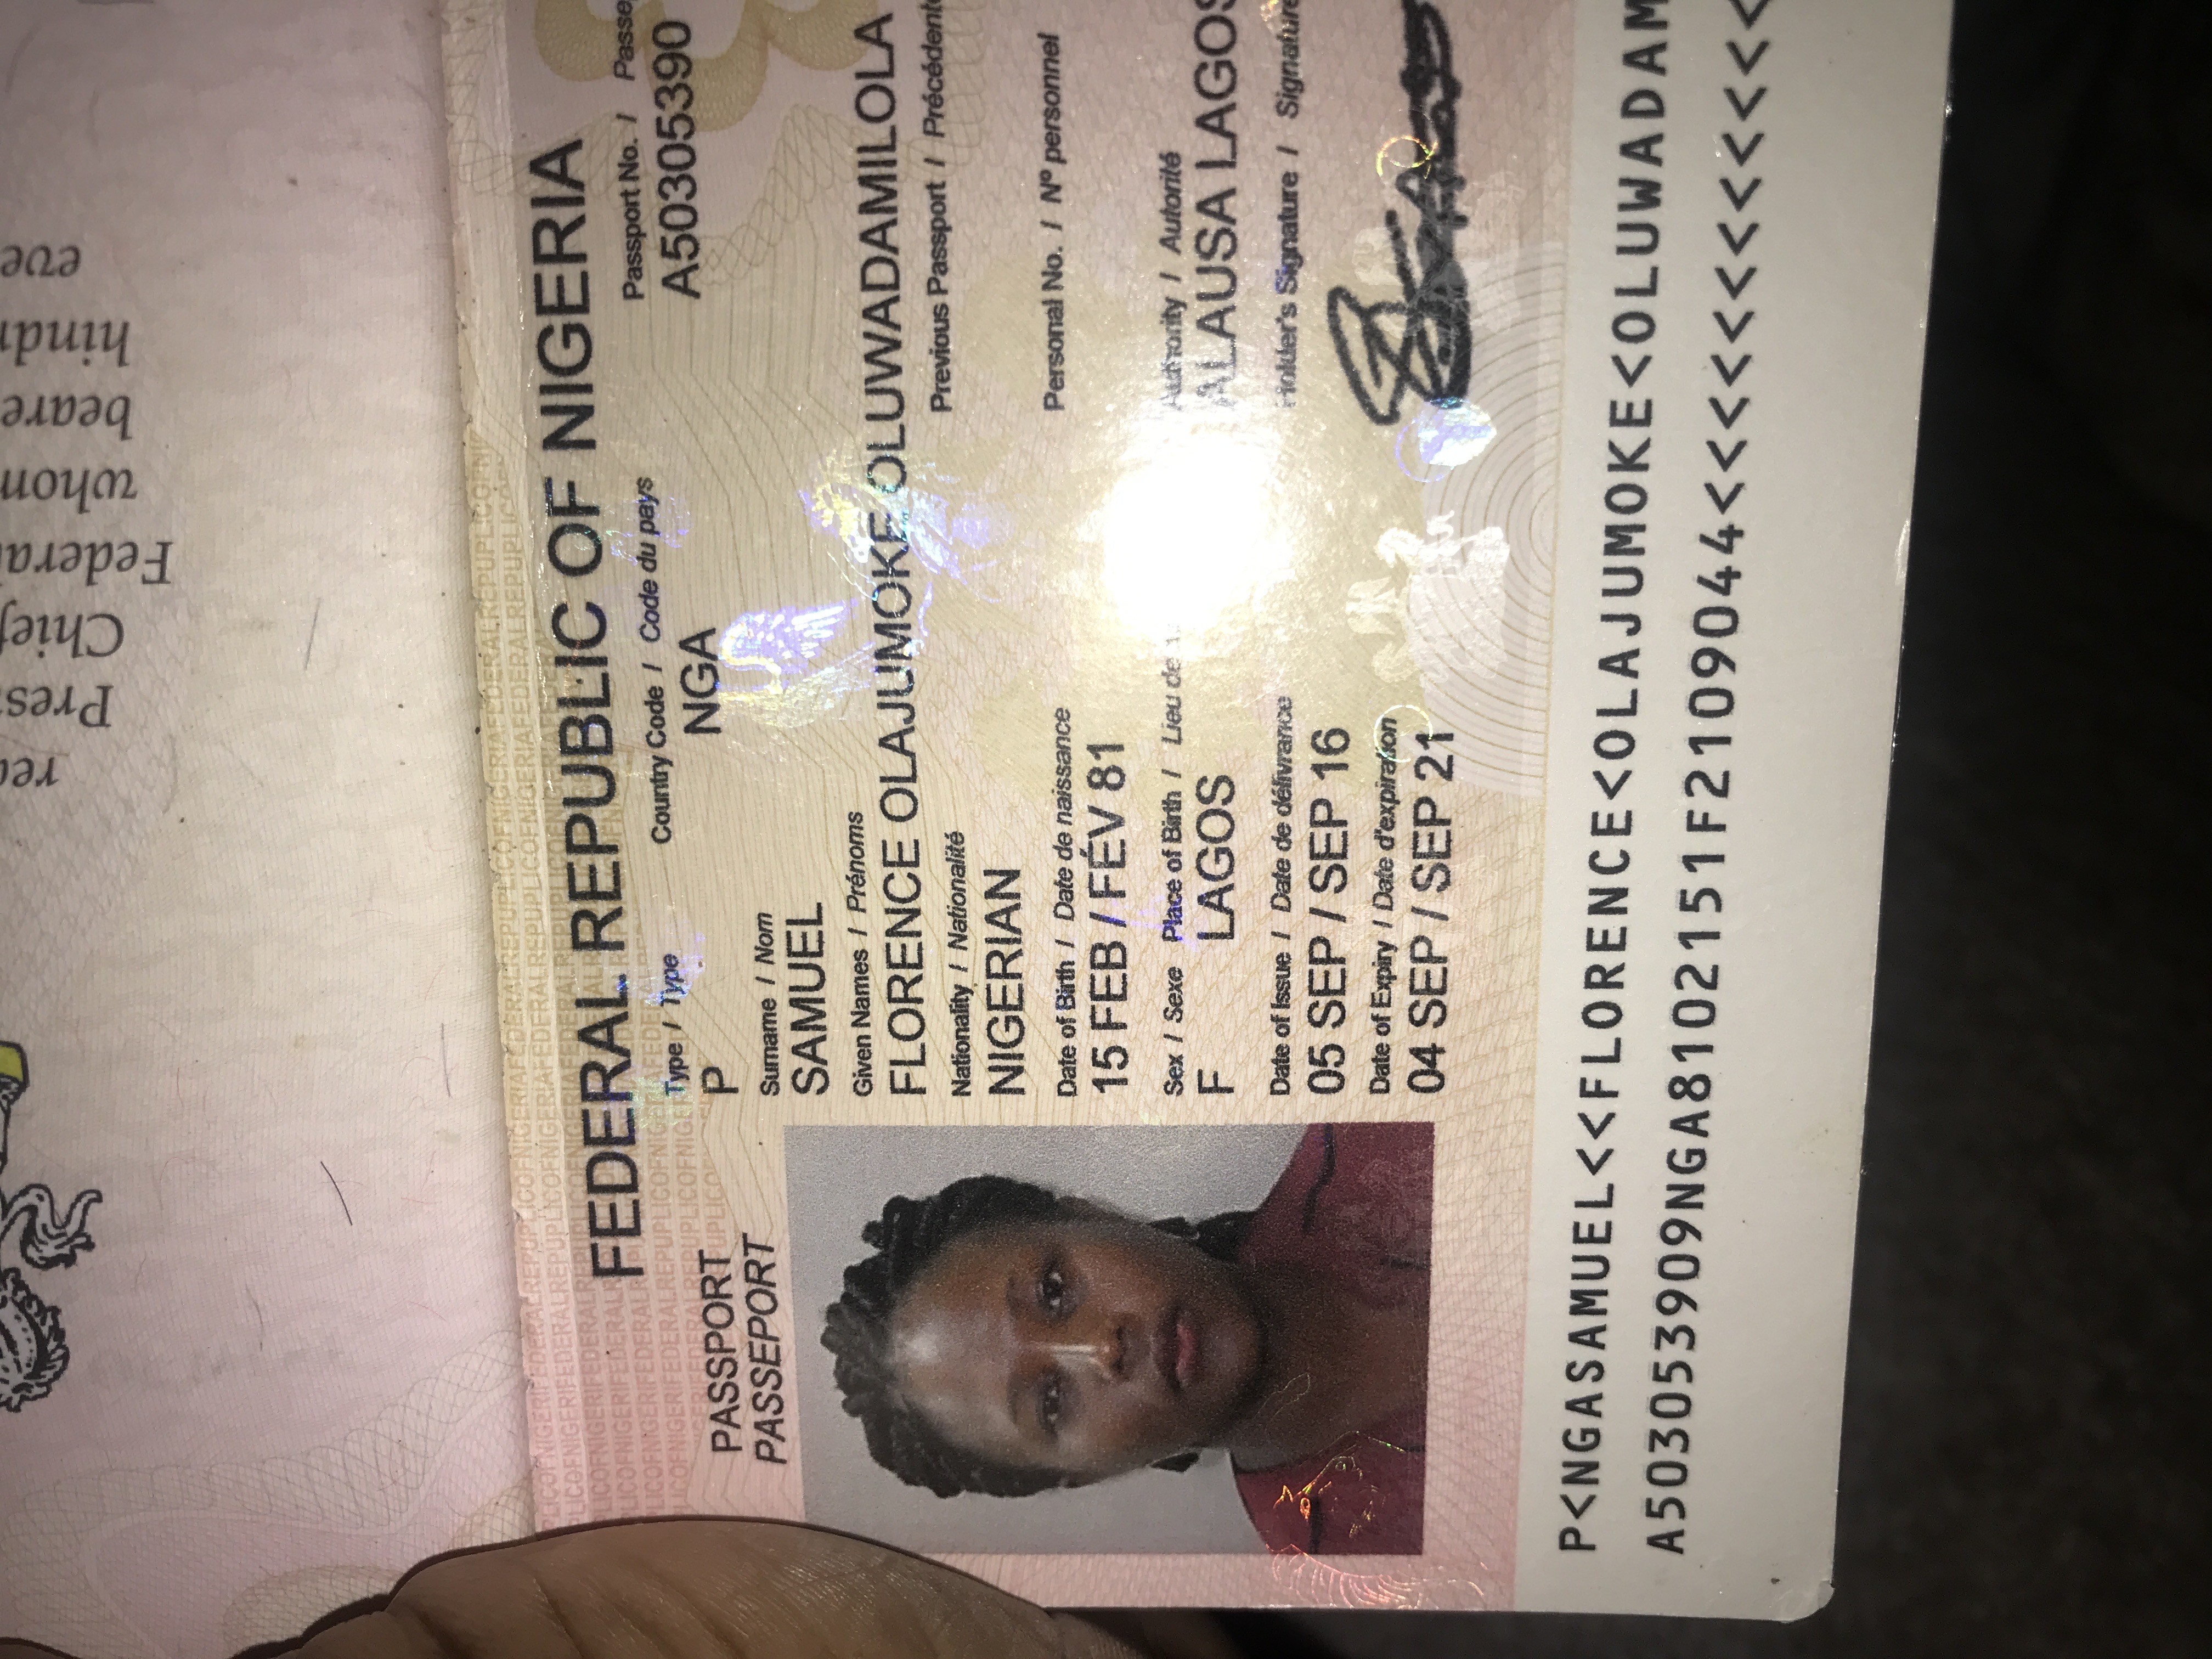 rec
Pres
Chief
Federal
whom
beare
hindr
eve
FEDERAL REPUBLIC OF NIGERIA
PASSPORT
PASSEPORT
Type / Type
P
Country Code / Code du pays
NGA
Passport No. / Passe
A50305390
Surname / Nom
SAMUEL
Given Names / Prénoms
FLORENCE OLAJUMOKE OLUWADAMILOLA
Nationality / Nationalité
NIGERIAN
Previous Passport / Précédent
Date of Birth / Date de naissance
15 FEB / FÉV 81
Personal No. / Nº personnel
Sex / Sexe
F
Place of Birth / Lieu de
LAGOS
Authority / Autorité
ALAUSA LAGOS
Date of Issue / Date de délivrance
05 SEP / SEP 16
Holder's Signature / Signature
Date of Expiry / Date d'expiration
04 SEP / SEP 21
P<NGASAMUEL<<FLORENCE<OLAJUMOKE<OLUWADAM
A503053909NGA8102151F2109044<<<<<<<<<<<<